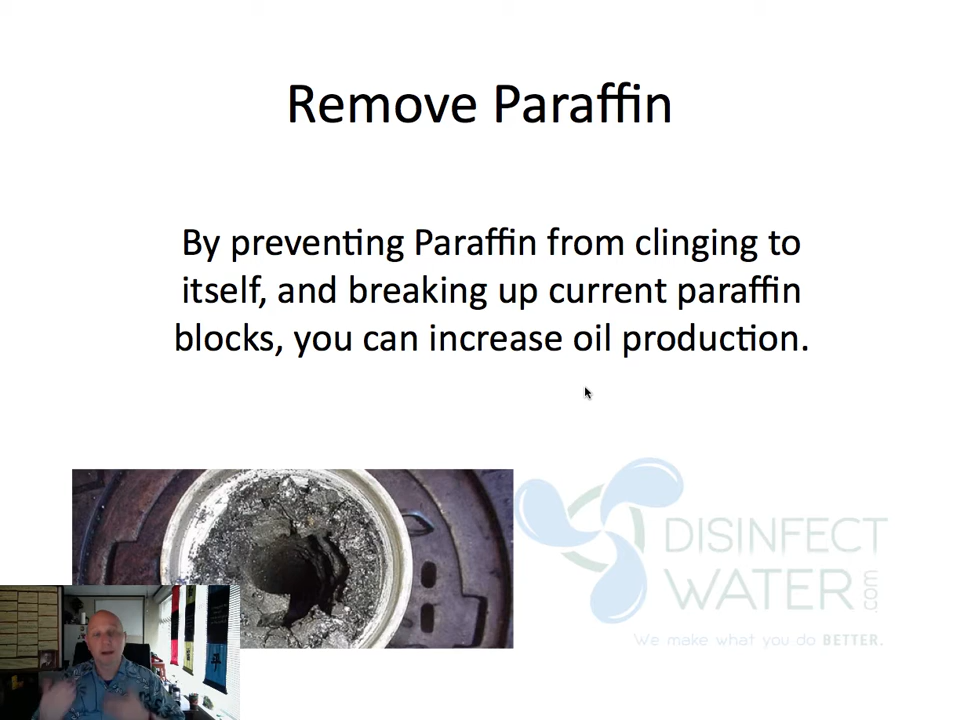 Remove Paraffin
By preventing Paraffin from clinging to
itself, and breaking up current paraffin
blocks, you can increase oil production.
DISINFECT
WATER.com
We make what you do BETTER.